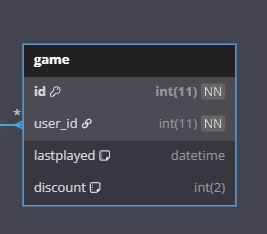 game
id int(11) NN
*
user_id int(11) NN
lastplayed datetime
discount int(2)